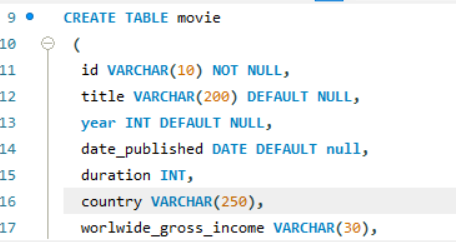 9 CREATE TABLE movie
10 (
11 id VARCHAR(10) NOT NULL,
12 title VARCHAR(200) DEFAULT NULL,
13 year INT DEFAULT NULL,
14 date_published DATE DEFAULT null,
15 duration INT,
16 country VARCHAR(250),
17 worlwide_gross_income VARCHAR(30),